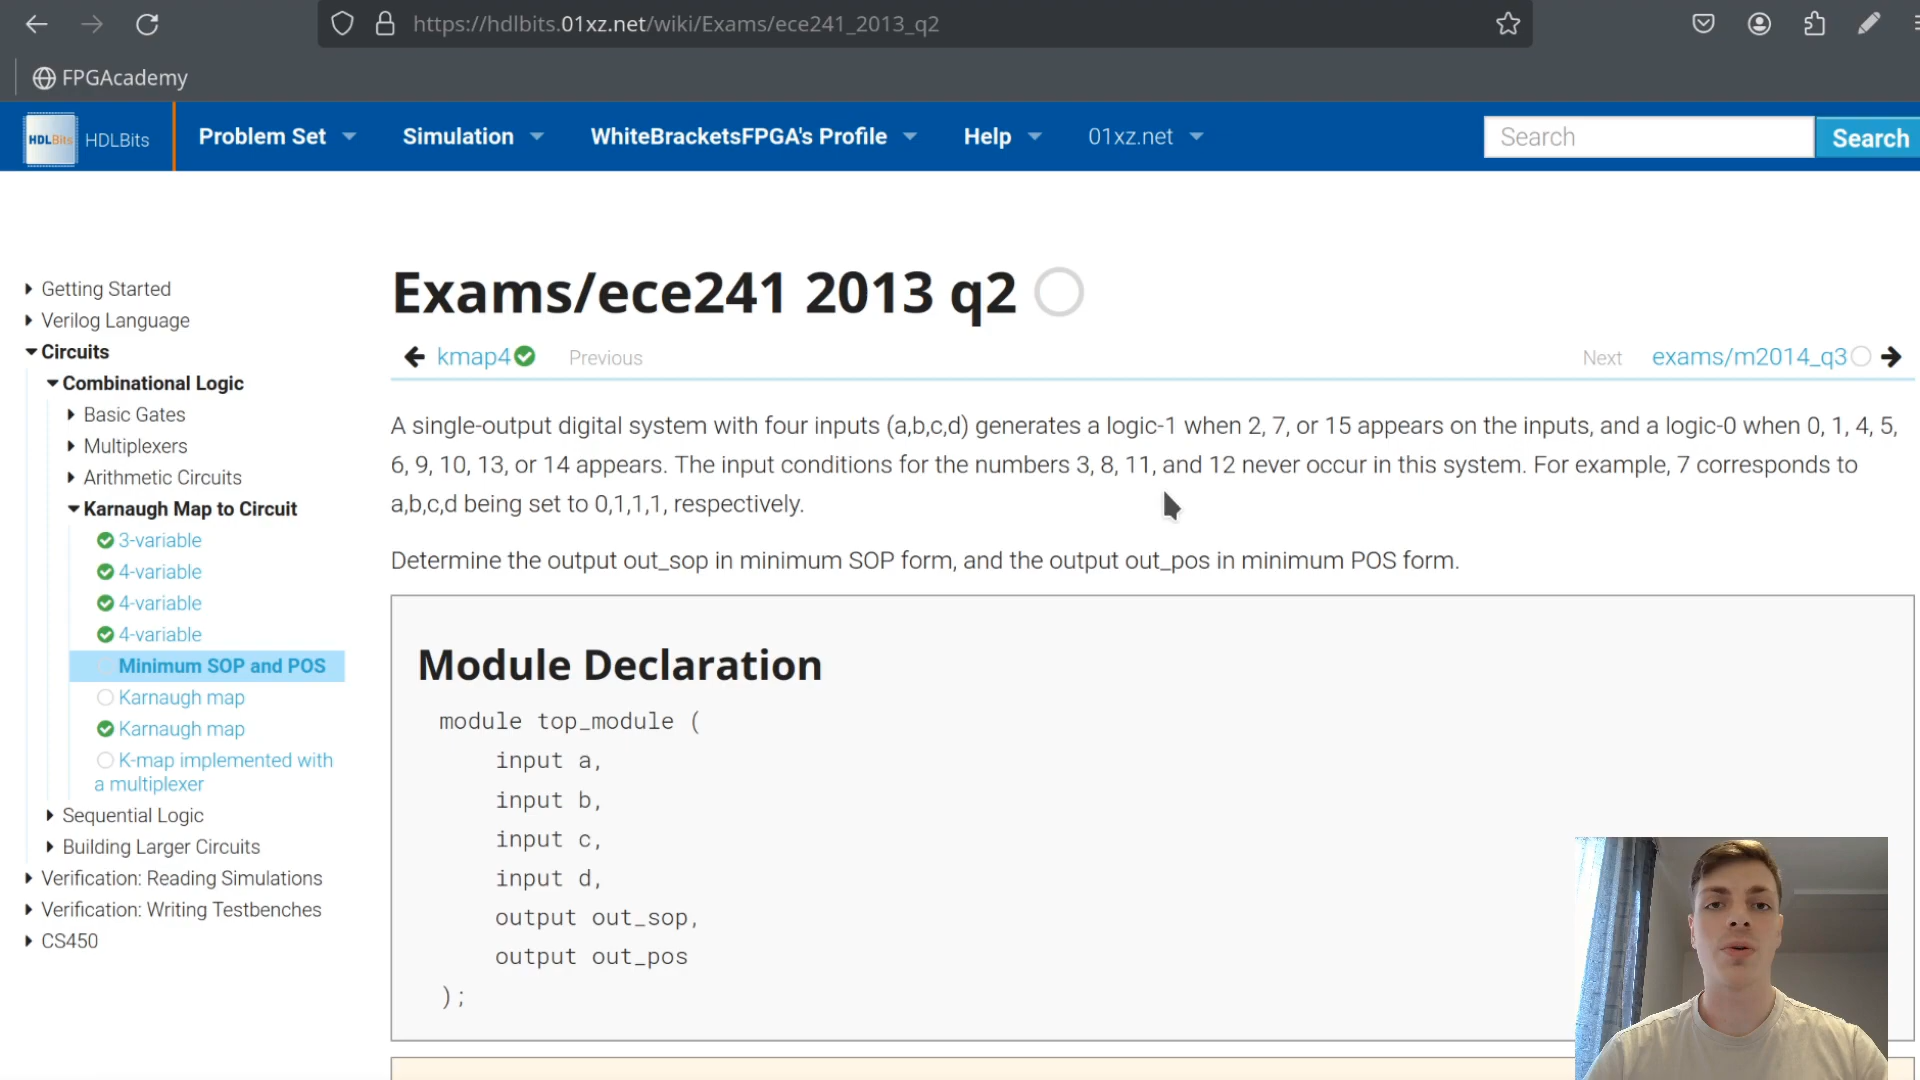 https://hdlbits.01xz.net/wiki/Exams/ece241_2013_q2
FPGAcademy
HDLBits HDLBits Problem Set Simulation WhiteBracketsFPGA's Profile Help 01xz.net Search Search
Getting Started
Verilog Language
Circuits
Combinational Logic
Basic Gates
Multiplexers
Arithmetic Circuits
Karnaugh Map to Circuit
3-variable
4-variable
4-variable
4-variable
Minimum SOP and POS
Karnaugh map
Karnaugh map
K-map implemented with
a multiplexer
Sequential Logic
Building Larger Circuits
Verification: Reading Simulations
Verification: Writing Testbenches
CS450
Exams/ece241 2013 q2
kmap4 Previous Next exams/m2014_q3
A single-output digital system with four inputs (a,b,c,d) generates a logic-1 when 2, 7, or 15 appears on the inputs, and a logic-0 when 0, 1, 4, 5,
6, 9, 10, 13, or 14 appears. The input conditions for the numbers 3, 8, 11, and 12 never occur in this system. For example, 7 corresponds to
a,b,c,d being set to 0,1,1,1, respectively.
Determine the output out_sop in minimum SOP form, and the output out_pos in minimum POS form.
Module Declaration
module top_module (
input a,
input b,
input c,
input d,
output out_sop,
output out_pos
);